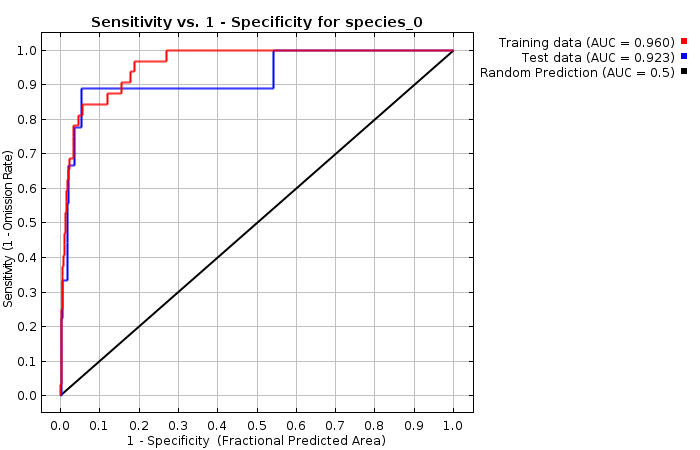 Sensitivity vs. 1 - Specificity for species_0
Training data (AUC = 0.960)
Test data (AUC = 0.923)
Random Prediction (AUC = 0.5)
Sensitivity (1 - Omission Rate)
1.0
0.9
0.8
0.7
0.6
0.5
0.4
0.3
0.2
0.1
0.0
0.0 0.1 0.2 0.3 0.4 0.5 0.6 0.7 0.8 0.9 1.0
1 - Specificity (Fractional Predicted Area)